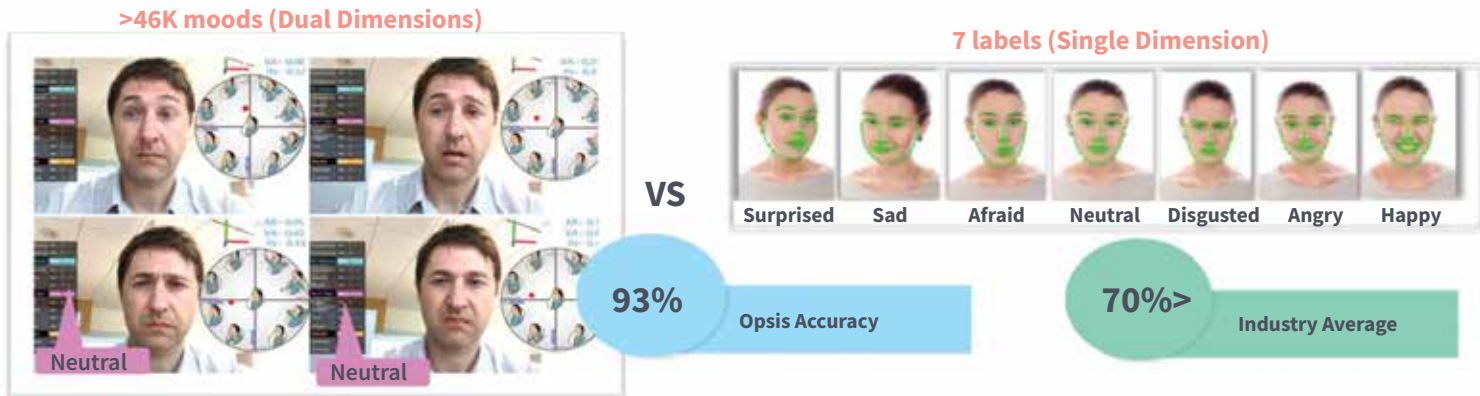 >46K moods (Dual Dimensions)
7 labels (Single Dimension)
VS
Surprised Sad Afraid Neutral Disgusted Angry Happy
93%
Opsis Accuracy
70%>
Industry Average
Neutral
Neutral